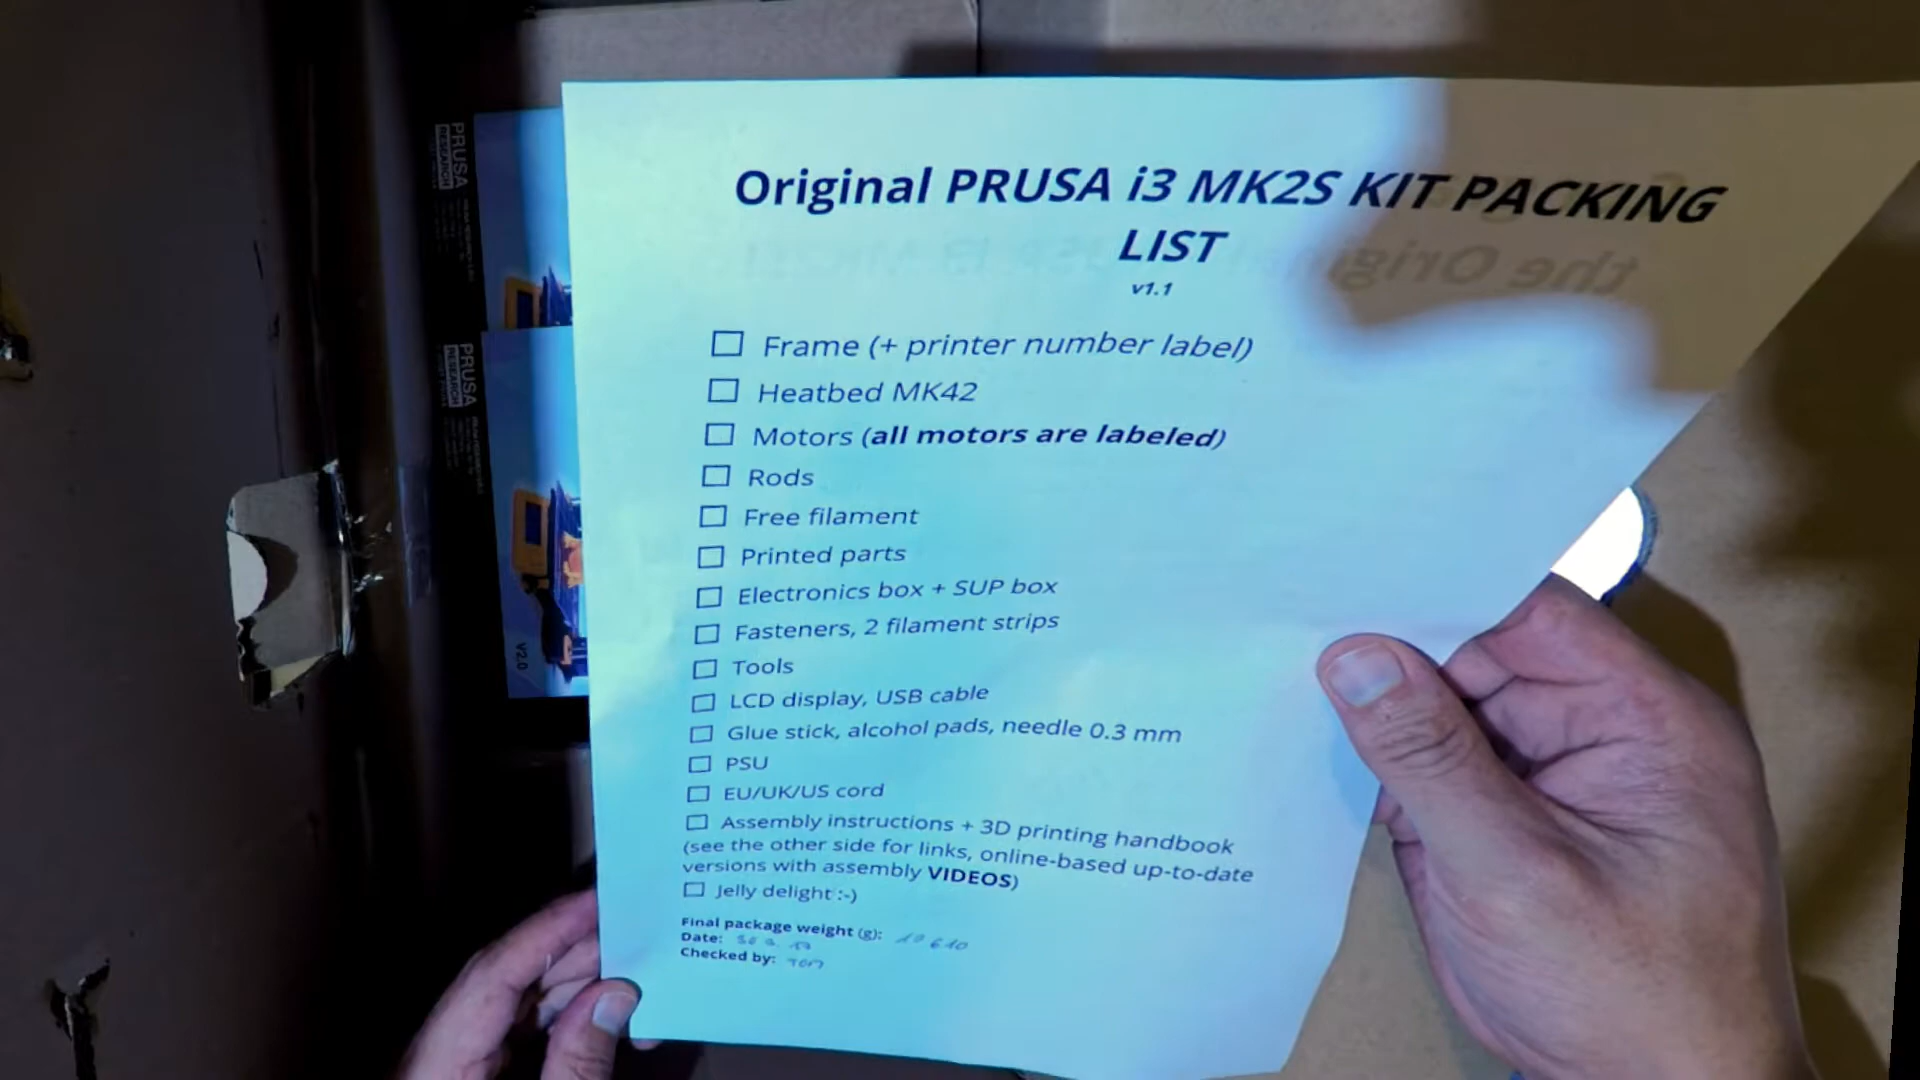 Original PRUSA i3 MK2S KIT PACKING
LIST
v1.1
Frame (+ printer number label)
Heatbed MK42
Motors (all motors are labeled)
Rods
Free filament
Printed parts
Electronics box + SUP box
Fasteners, 2 filament strips
Tools
LCD display, USB cable
Glue stick, alcohol pads, needle 0.3 mm
PSU
EU/UK/US cord
Assembly instructions + 3D printing handbook
(see the other side for links, online-based up-to-date
versions with assembly VIDEOS)
Jelly delight :-)
Final package weight (g):
Date:
Checked by:
PRUSA
RESEARCH
PRUSA
RESEARCH
V2.0
the Origi